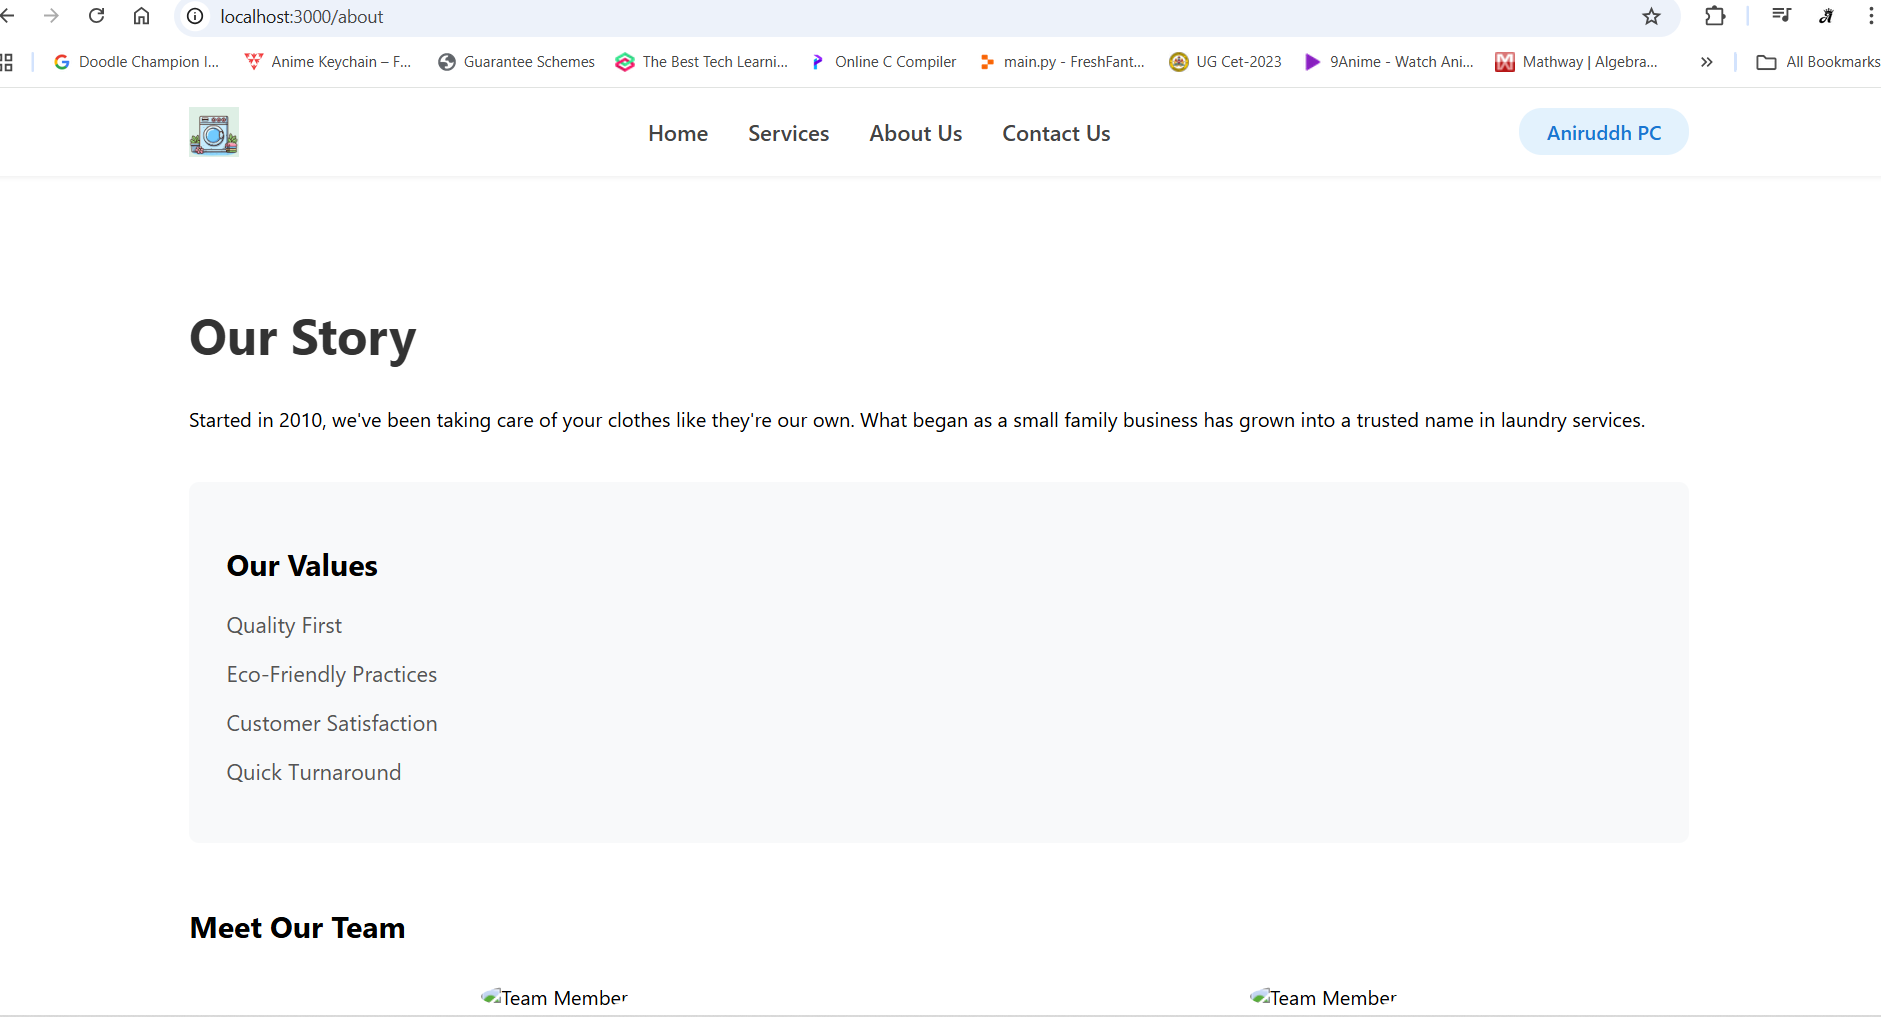 localhost:3000/about
Doodle Champion I... Anime Keychain – F... Guarantee Schemes The Best Tech Learni... Online C Compiler main.py - FreshFant... UG Cet-2023 9Anime - Watch Ani... Mathway | Algebra... » All Bookmarks
Home Services About Us Contact Us Aniruddh PC
Our Story
Started in 2010, we've been taking care of your clothes like they're our own. What began as a small family business has grown into a trusted name in laundry services.
Our Values
Quality First
Eco-Friendly Practices
Customer Satisfaction
Quick Turnaround
Meet Our Team
Team Member Team Member